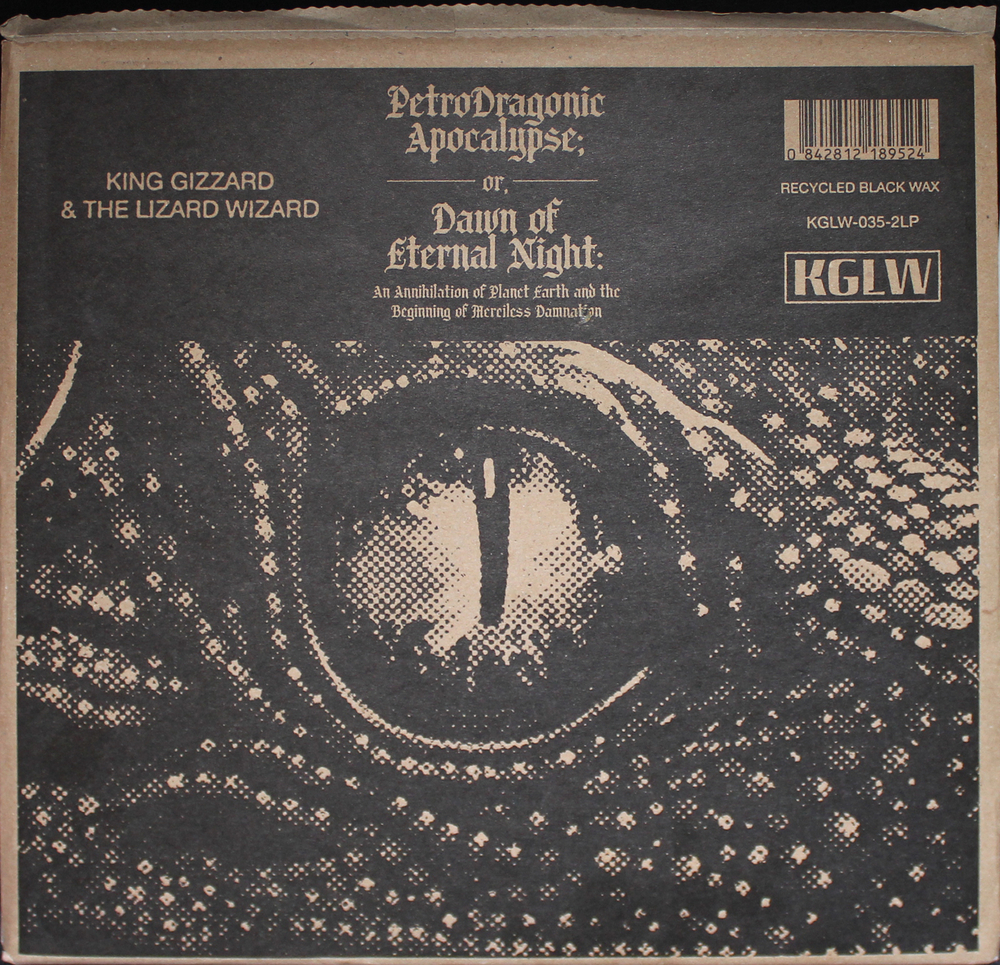 KING GIZZARD
& THE LIZARD WIZARD
PetroDragonic
Apocalypse;
or,
Dawn of
Eternal Night:
An Annihilation of Planet Earth and the
Beginning of Merciless Damnation
0 842812 189524
RECYCLED BLACK WAX
KGLW-035-2LP
KGLW